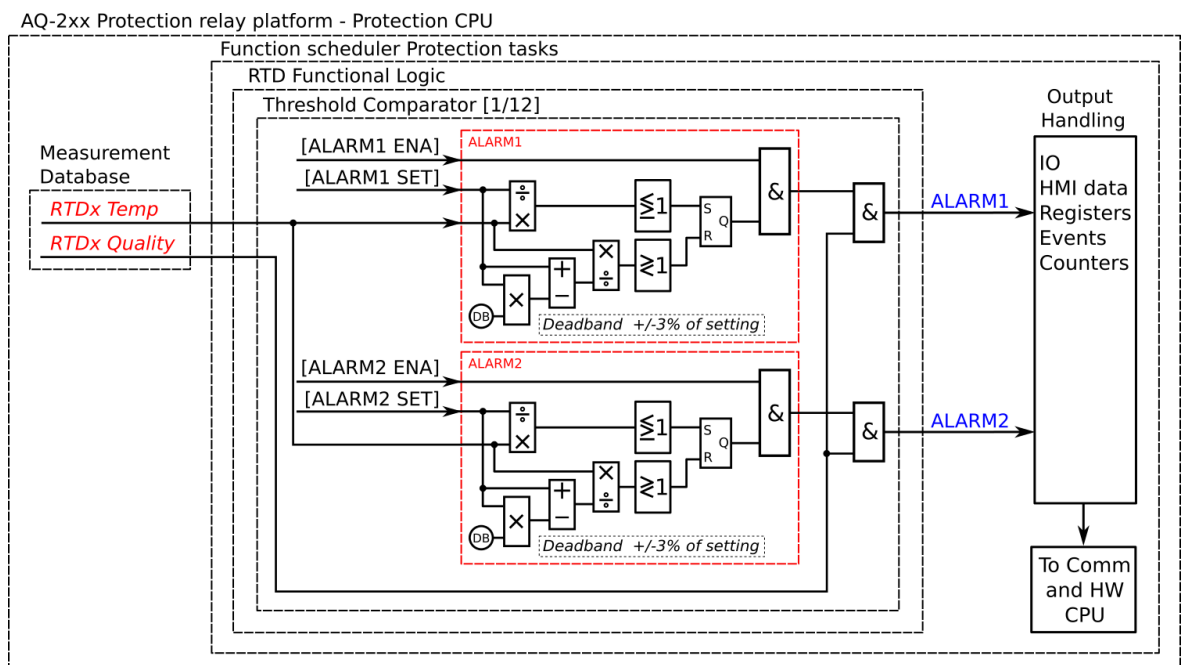 AQ-2xx Protection relay platform - Protection CPU
Function scheduler Protection tasks
RTD Functional Logic
Threshold Comparator [1/12]
Measurement
Database
RTDx Temp
RTDx Quality
[ALARM1 ENA]
[ALARM1 SET]
ALARM1
÷
×
≦1
S
R
Q
&
&
×
÷
≷1
+
−
×
DB
Deadband +/-3% of setting
ALARM1
[ALARM2 ENA]
[ALARM2 SET]
ALARM2
÷
×
≦1
S
R
Q
&
&
×
÷
≷1
+
−
×
DB
Deadband +/-3% of setting
ALARM2
Output
Handling
IO
HMI data
Registers
Events
Counters
To Comm
and HW
CPU